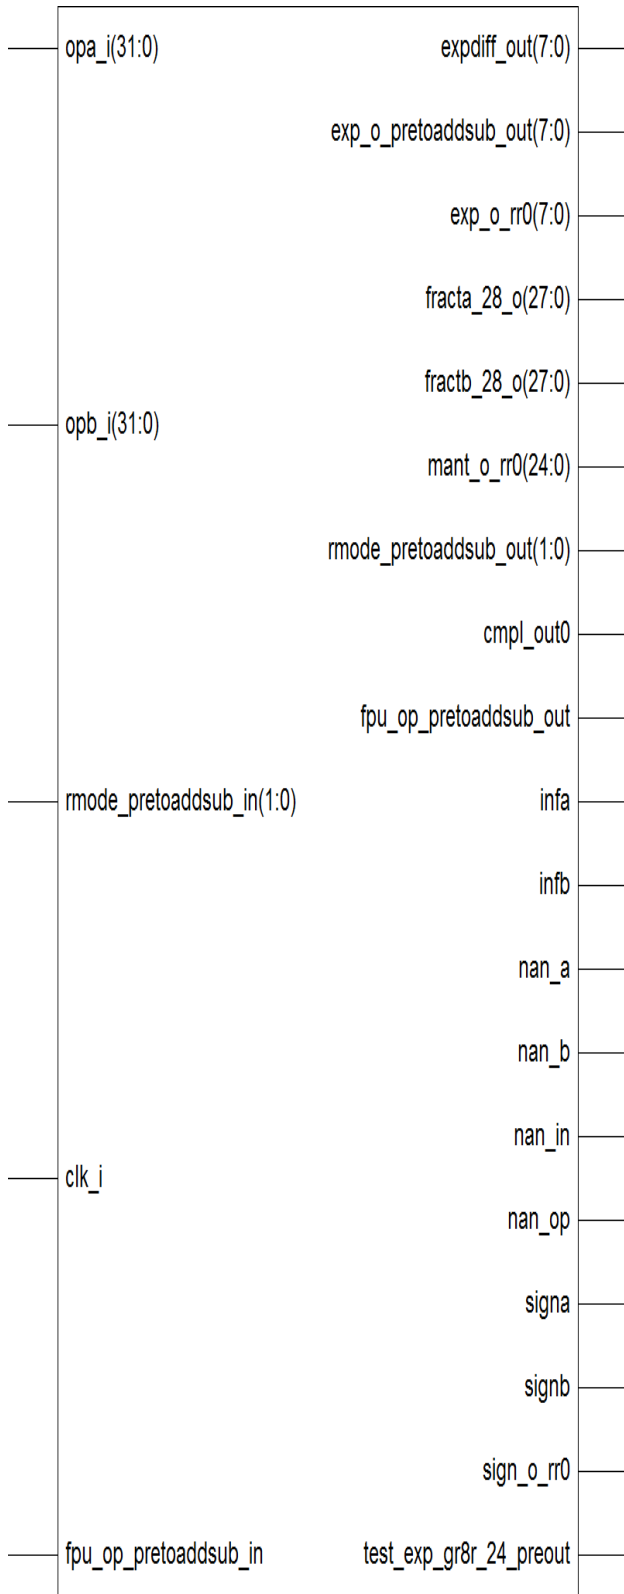 opa_i(31:0)
expdiff_out(7:0)
exp_o_pretoaddsub_out(7:0)
exp_o_rr0(7:0)
fracta_28_o(27:0)
fractb_28_o(27:0)
opb_i(31:0)
mant_o_rr0(24:0)
rmode_pretoaddsub_out(1:0)
cmpl_out0
fpu_op_pretoaddsub_out
rmode_pretoaddsub_in(1:0)
infa
infb
nan_a
nan_b
nan_in
clk_i
nan_op
signa
signb
sign_o_rr0
fpu_op_pretoaddsub_in
test_exp_gr8r_24_preout